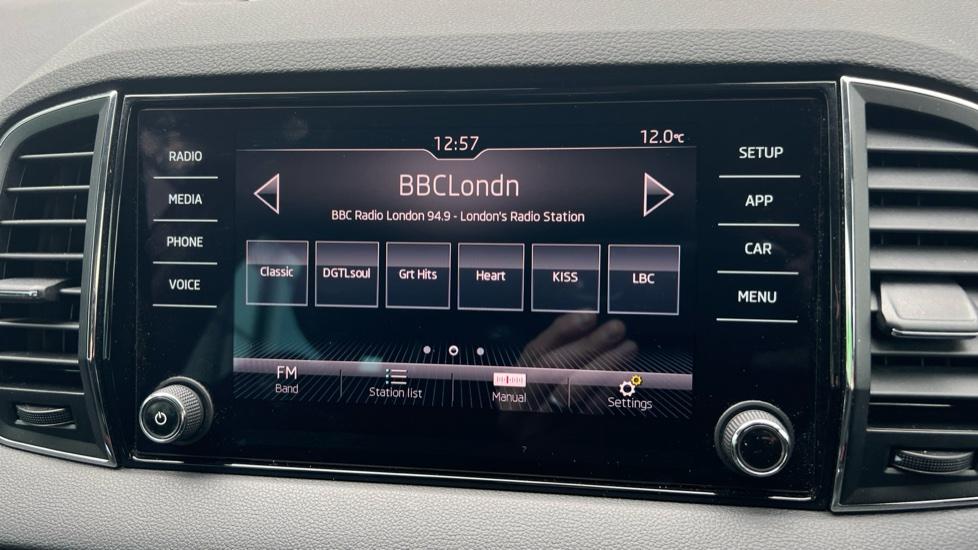 12:57
12.0°C
RADIO
MEDIA
PHONE
VOICE
BBCLondn
BBC Radio London 94.9 - London's Radio Station
Classic
DGTLsoul
Grt Hits
Heart
KISS
LBC
FM
Band
Station list
Manual
Settings
SETUP
APP
CAR
MENU